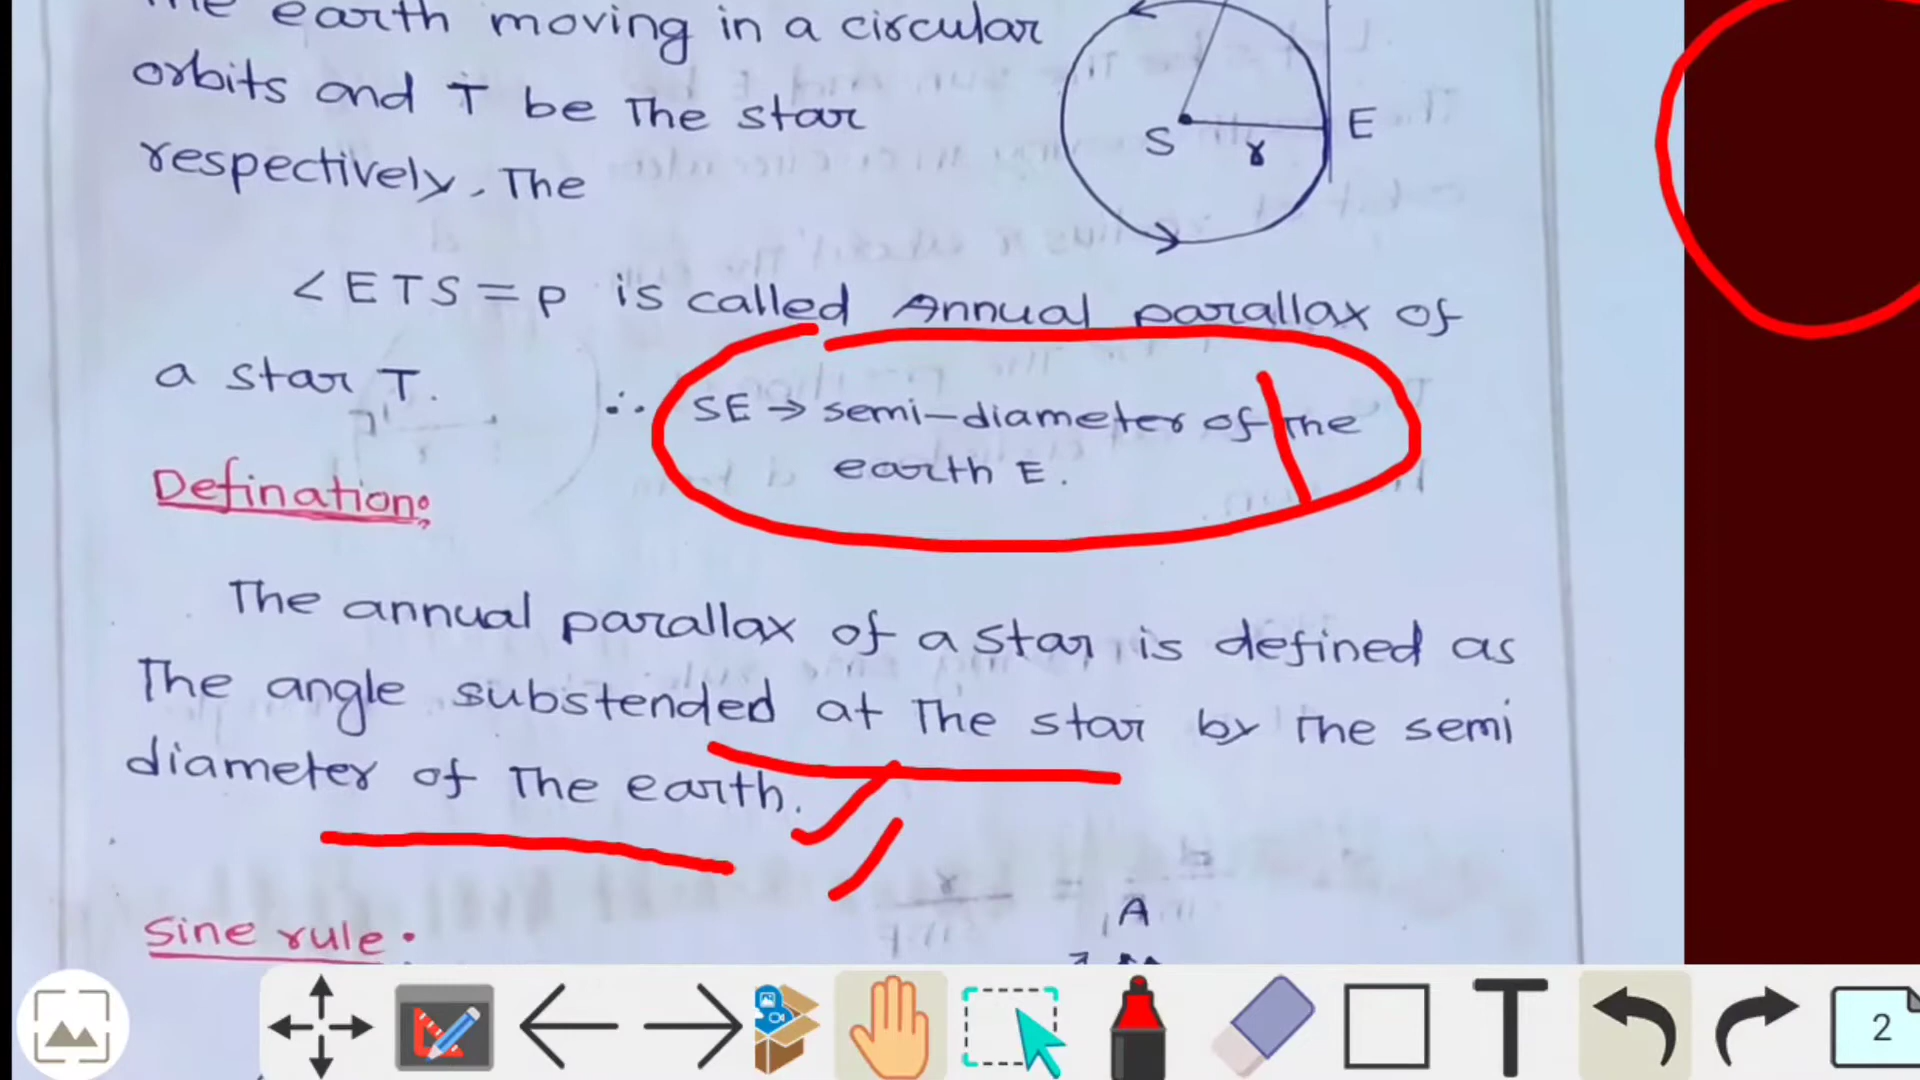 The earth moving in a circular
orbits and T be The star
respectively. The
S
r
E
<ETS=p is called Annual parallax of
a star T.
∴ SE → semi-diameter of the
earth E.
Defination:
The annual parallax of a star is defined as
The angle substended at The star by The semi
diameter of The earth.
Sine rule:
A
T
2